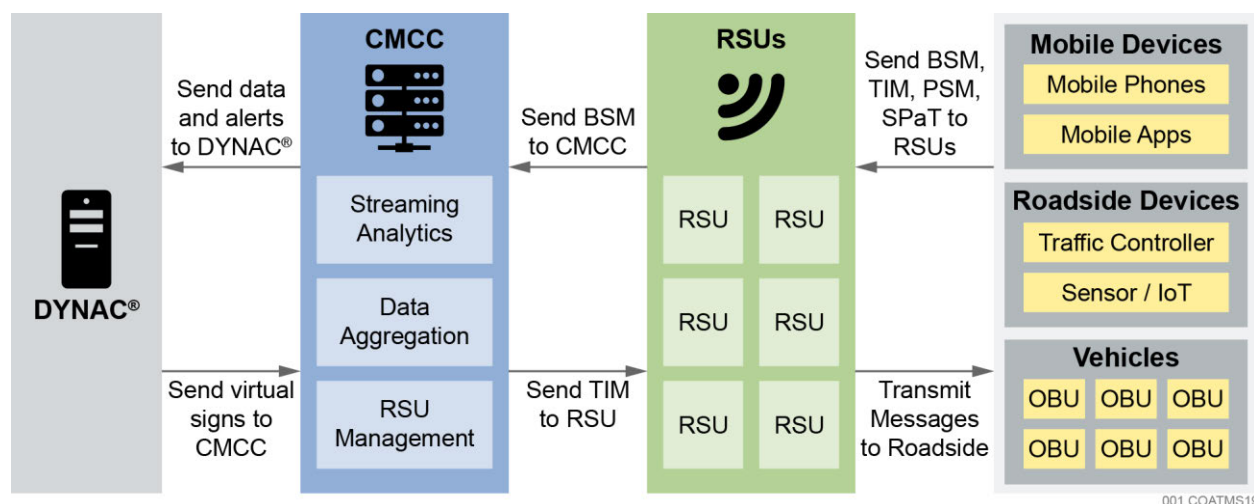 DYNAC®
Send data
and alerts
to DYNAC®
Send virtual
signs to
CMCC
CMCC
Streaming
Analytics
Data
Aggregation
RSU
Management
Send BSM
to CMCC
Send TIM
to RSU
RSUs
RSU RSU
RSU RSU
RSU RSU
Send BSM,
TIM, PSM,
SPaT to
RSUs
Transmit
Messages
to Roadside
Mobile Devices
Mobile Phones
Mobile Apps
Roadside Devices
Traffic Controller
Sensor / IoT
Vehicles
OBU OBU OBU
OBU OBU OBU